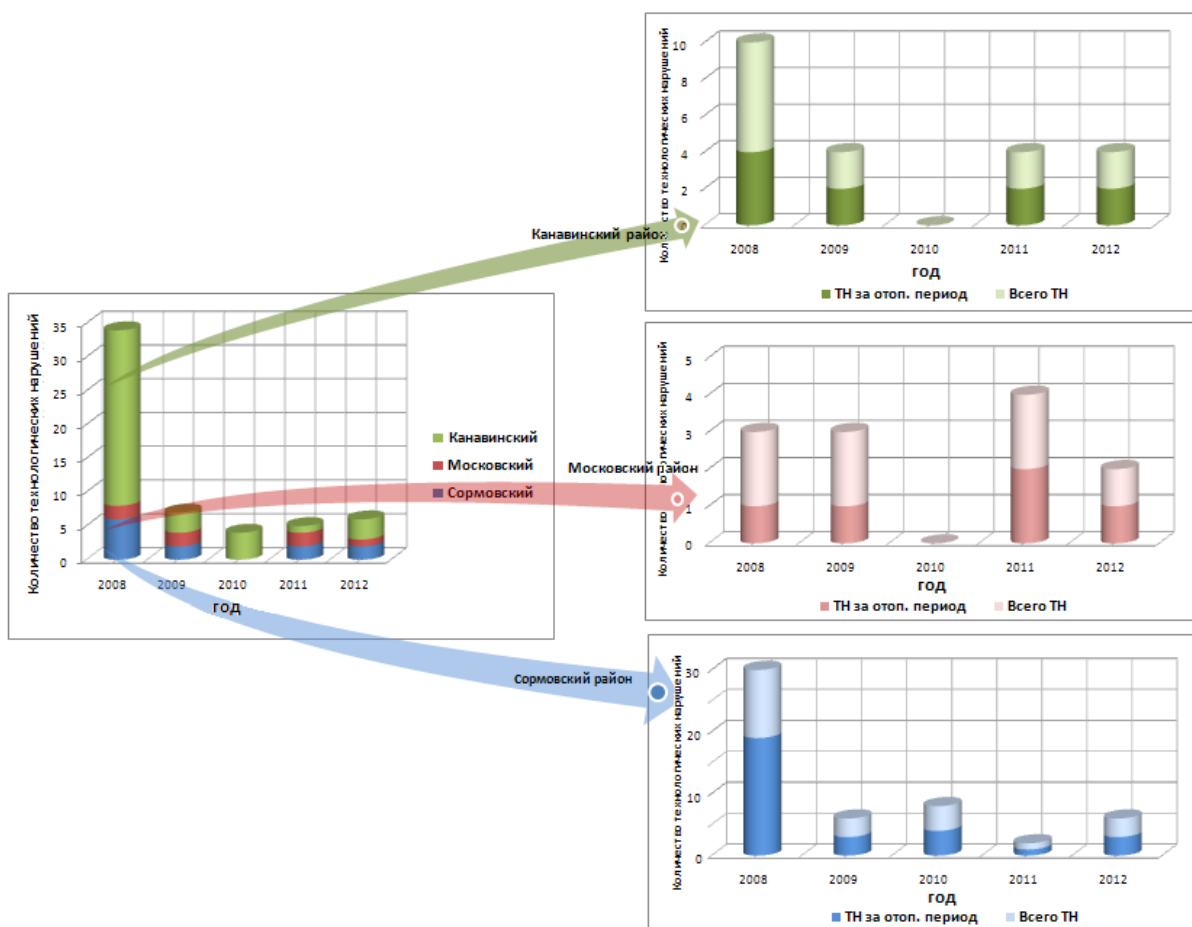 Количество технологических нарушений
35
30
25
20
15
10
5
0
2008 2009 2010 2011 2012
год
Канавинский
Московский
Сормовский
Канавинский район
Количество технологических нарушений
10
8
6
4
2
2008 2009 2010 2011 2012
год
ТН за отоп. период Всего ТН
Московский район
Количество
логических нарушений
5
4
3
1
0
2008 2009 2010 2011 2012
год
ТН за отоп. период Всего ТН
Сормовский район
Количество технологических нарушений
30
20
10
0
2008 2009 2010 2011 2012
год
ТН за отоп. период Всего ТН